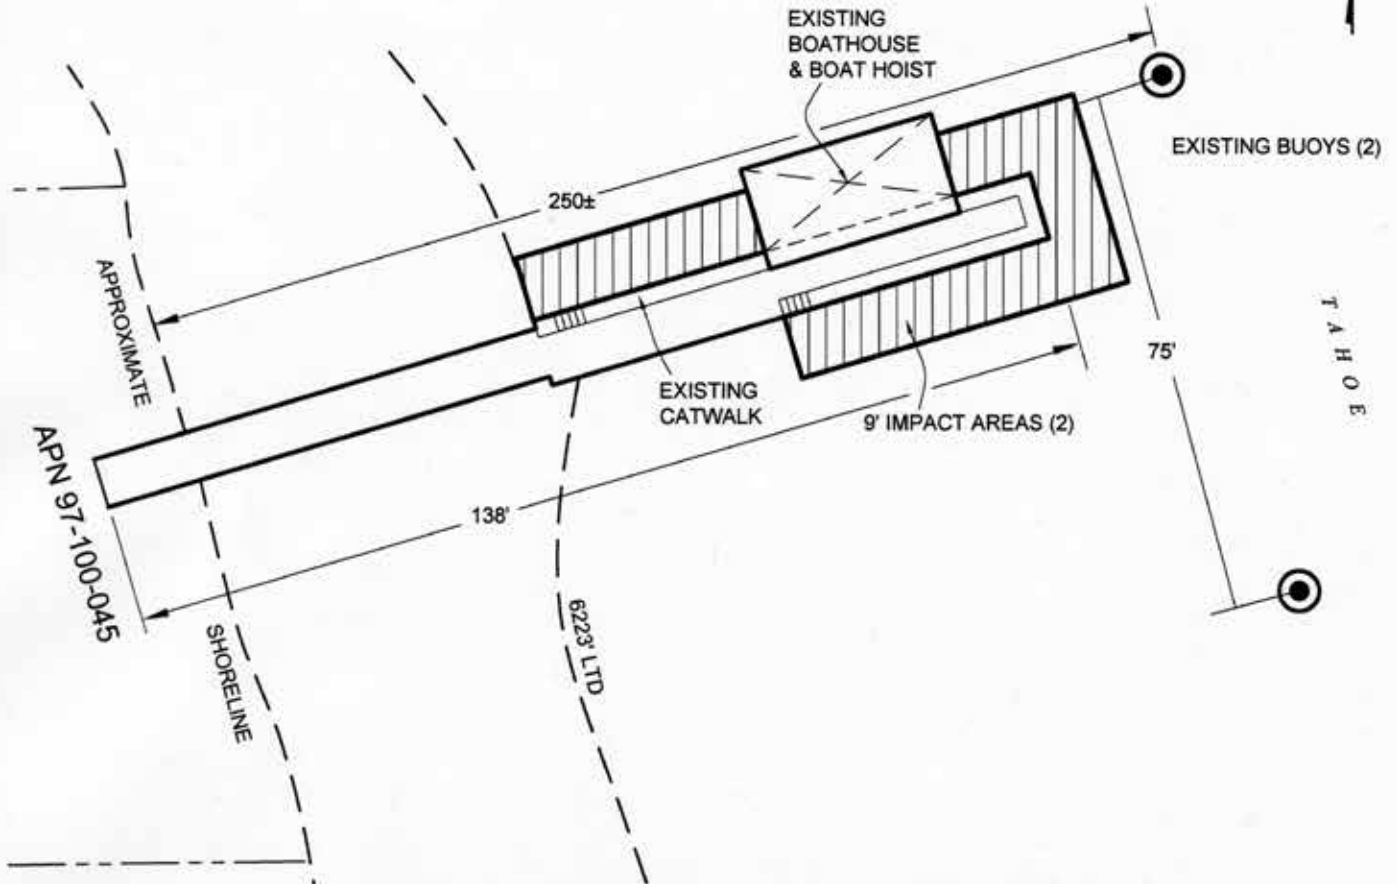 EXISTING
BOATHOUSE
& BOAT HOIST
EXISTING BUOYS (2)
250±
APPROXIMATE
TAHOE
75'
EXISTING
CATWALK
9' IMPACT AREAS (2)
APN 97-100-045
138'
6223' LTD
SHORELINE